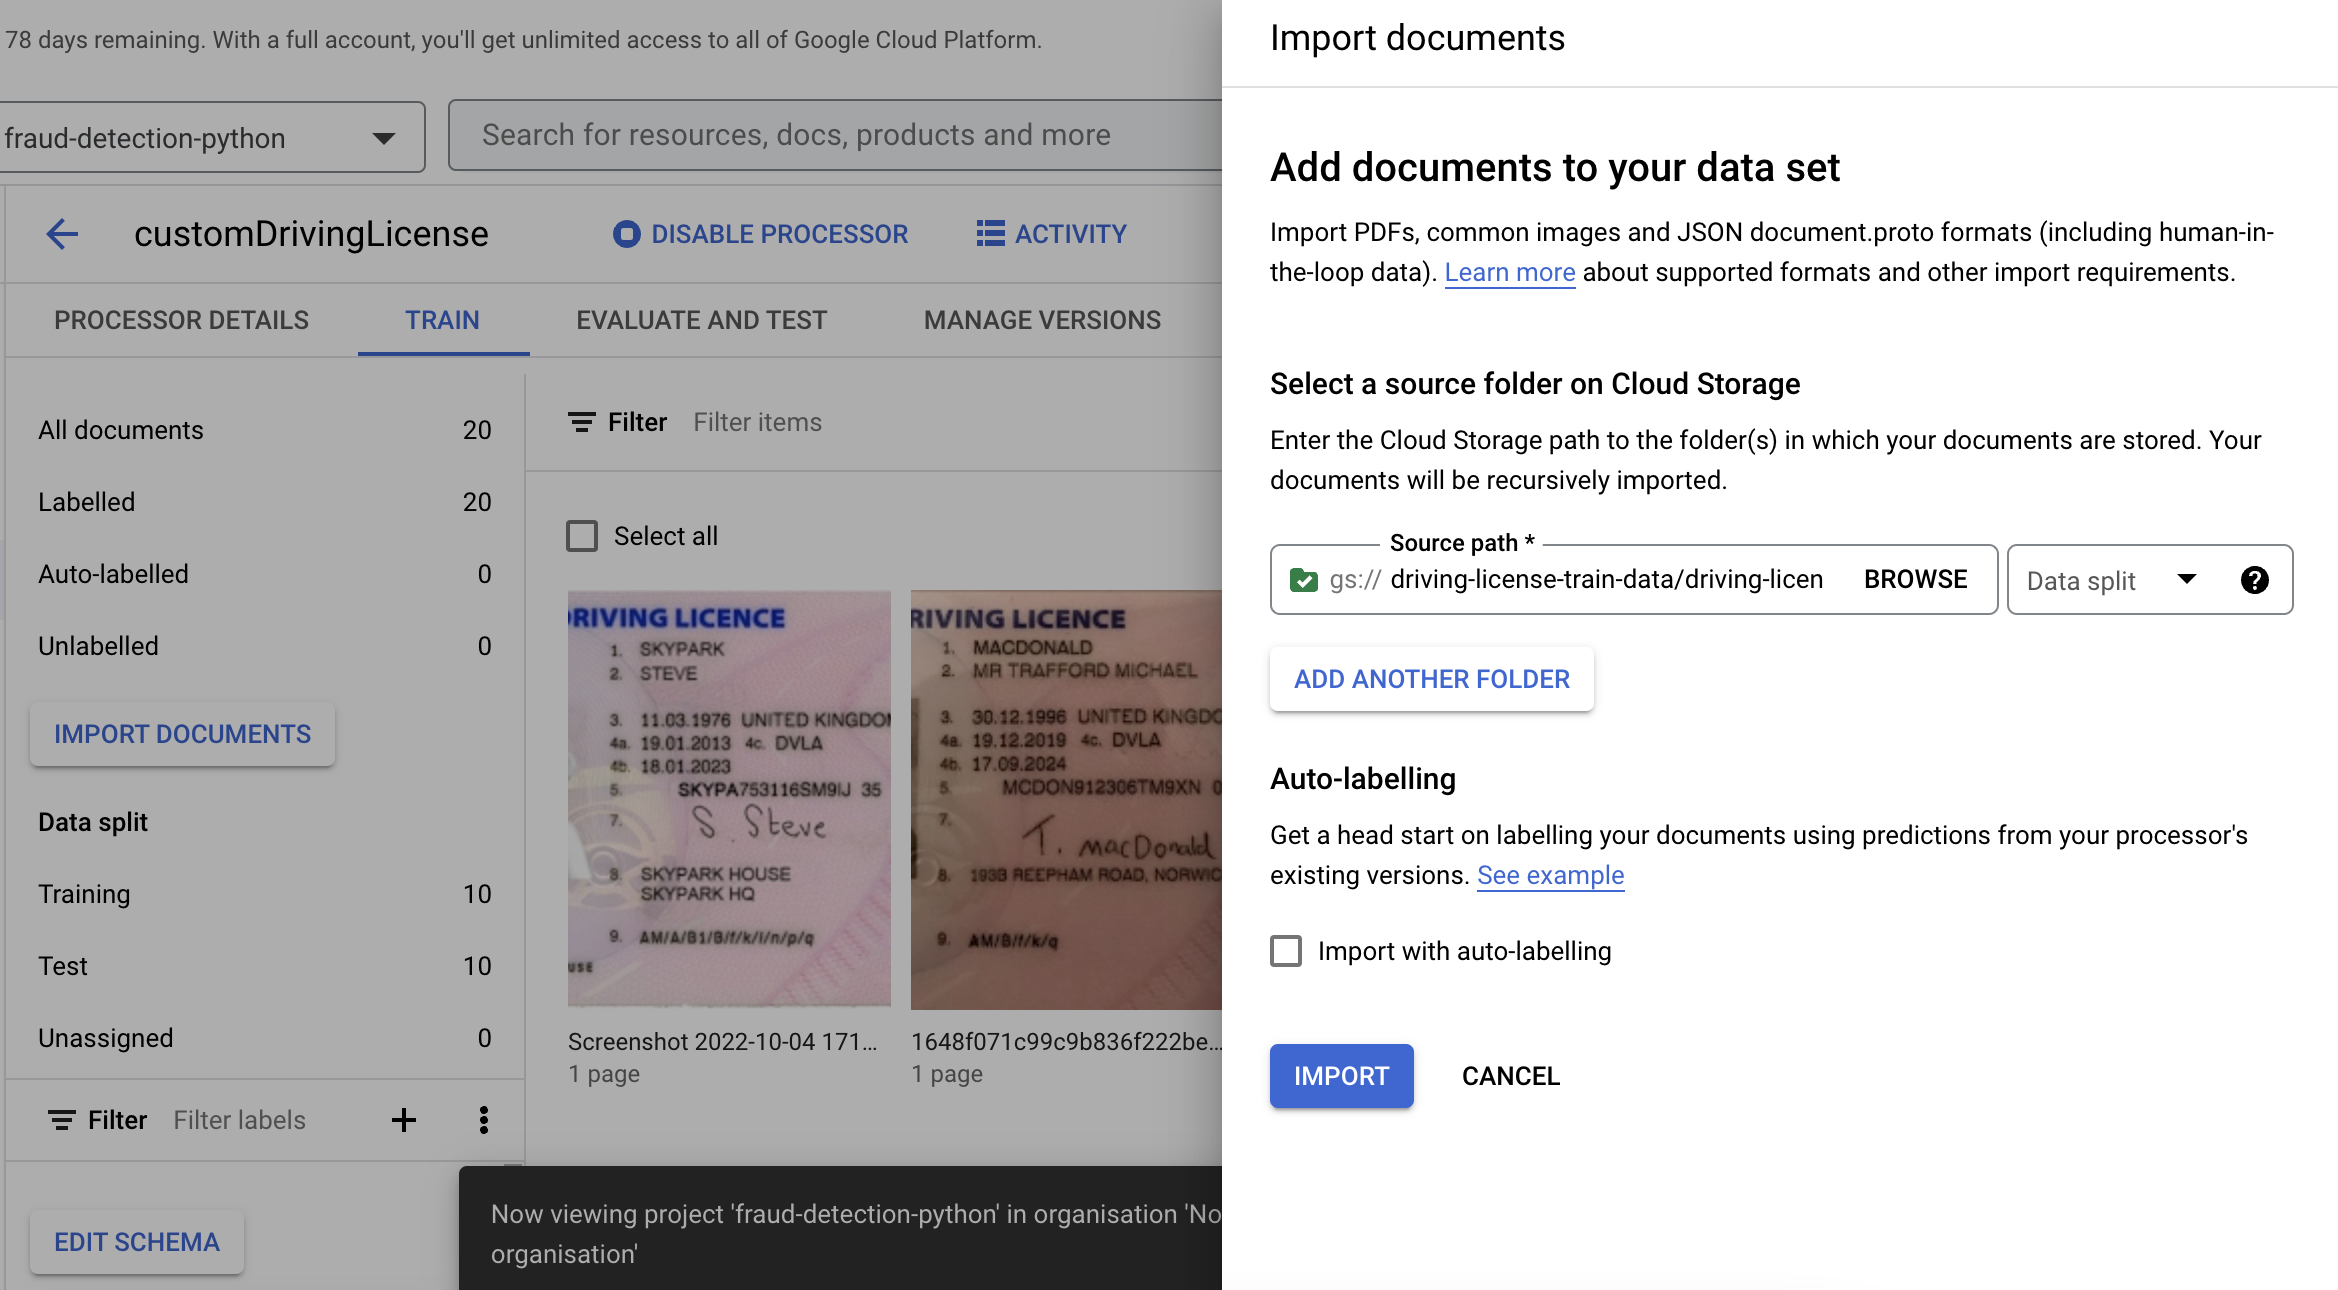 78 days remaining. With a full account, you'll get unlimited access to all of Google Cloud Platform.
fraud-detection-python
Search for resources, docs, products and more
customDrivingLicense
DISABLE PROCESSOR
ACTIVITY
PROCESSOR DETAILS
TRAIN
EVALUATE AND TEST
MANAGE VERSIONS
All documents 20
Labelled 20
Auto-labelled 0
Unlabelled 0
IMPORT DOCUMENTS
Data split
Training 10
Test 10
Unassigned 0
Filter Filter labels
EDIT SCHEMA
Filter Filter items
Select all
DRIVING LICENCE
1. SKYPARK
2. STEVE
3. 11.03.1976 UNITED KINGDOM
4a. 19.01.2013 4c. DVLA
4b. 18.01.2023
5. SKYPA753116SM9IJ 35
7. S. Steve
8. SKYPARK HOUSE
SKYPARK HQ
9. AM/A/B1/B/f/k/l/n/p/q
USE
Screenshot 2022-10-04 171...
1 page
DRIVING LICENCE
1. MACDONALD
2. MR TRAFFORD MICHAEL
3. 30.12.1996 UNITED KINGDO
4a. 19.12.2019 4c. DVLA
4b. 17.09.2024
5. MCDON912306TM9XN 0
7. T. macDonald
8. 193B REEPHAM ROAD, NORWIC
9. AM/B/f/k/q
1648f071c99c9b836f222be...
1 page
Now viewing project 'fraud-detection-python' in organisation 'No
organisation'
Import documents
Add documents to your data set
Import PDFs, common images and JSON document.proto formats (including human-in-
the-loop data). Learn more about supported formats and other import requirements.
Select a source folder on Cloud Storage
Enter the Cloud Storage path to the folder(s) in which your documents are stored. Your
documents will be recursively imported.
Source path *
gs:// driving-license-train-data/driving-licen BROWSE
Data split
ADD ANOTHER FOLDER
Auto-labelling
Get a head start on labelling your documents using predictions from your processor's
existing versions. See example
Import with auto-labelling
IMPORT
CANCEL